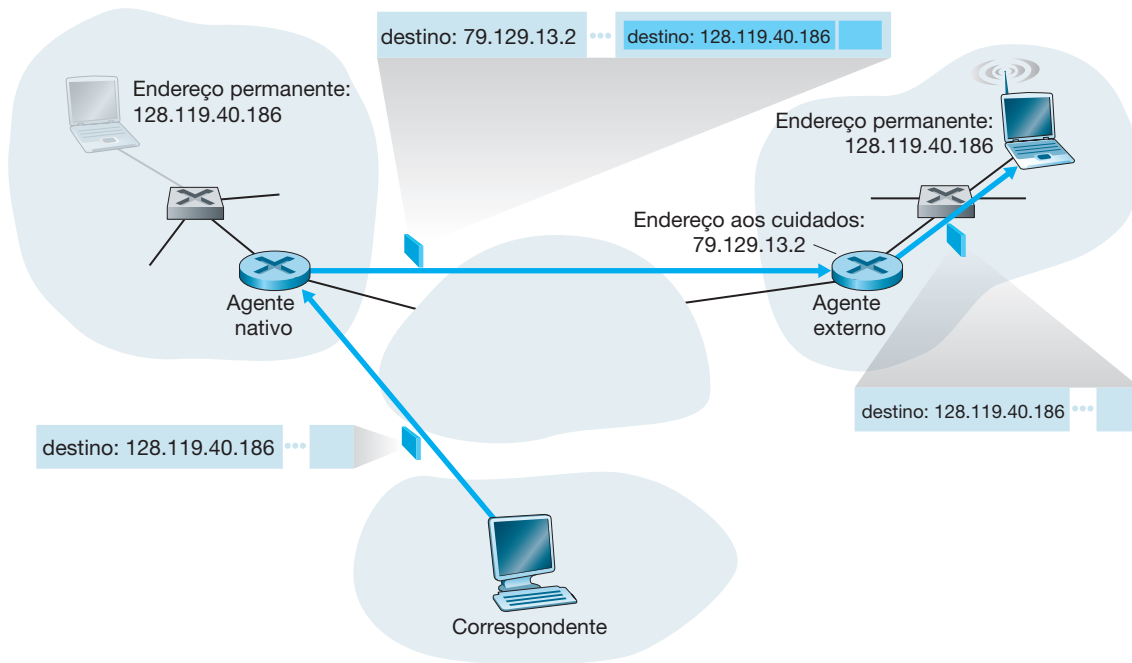 destino: 79.129.13.2
destino: 128.119.40.186
Endereço permanente:
128.119.40.186
Endereço permanente:
128.119.40.186
Endereço aos cuidados:
79.129.13.2
Agente
nativo
Agente
externo
destino: 128.119.40.186
destino: 128.119.40.186
Correspondente